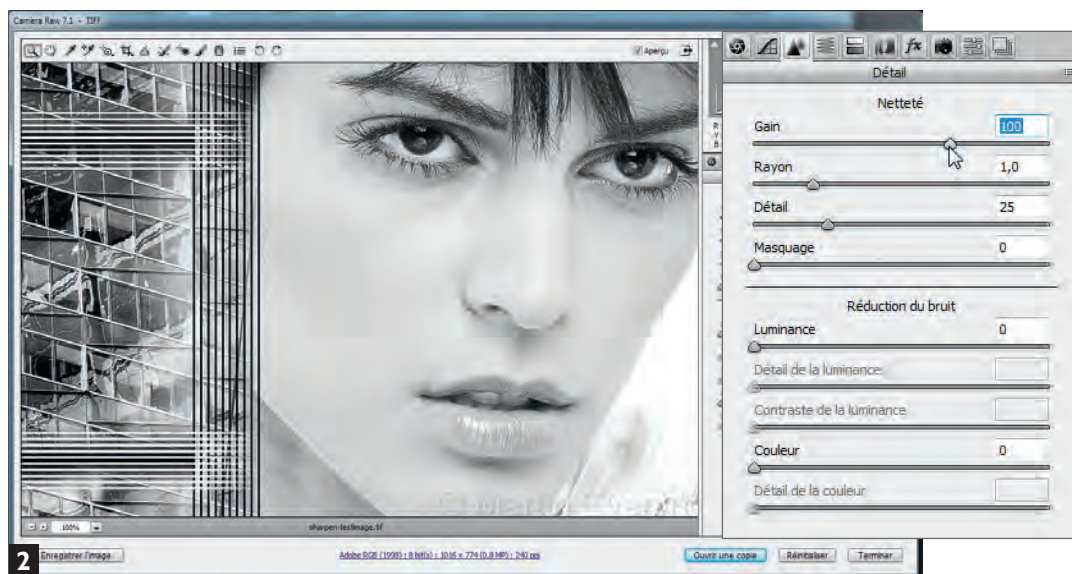 Camera Raw 7.1 - TIFF
Aperçu
R
V
B
Détail
Netteté
Gain 100
Rayon 1,0
Détail 25
Masquage 0
Réduction du bruit
Luminance 0
Détail de la luminance
Contraste de la luminance
Couleur 0
Détail de la couleur
100% sharpen-testimage.tif
2 Enregistrer l'image Adobe RGB (1998) ; 8 bit(s) ; 1016 x 774 (0,8 MP) ; 240 ppi Ouvrir une copie Réinitialiser Terminer